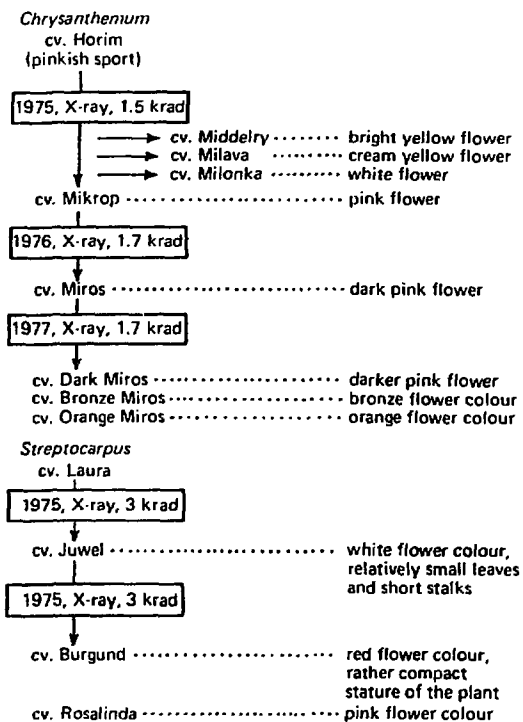 Chrysanthemum
cv. Horim
(pinkish sport)
1975, X-ray, 1.5 krad
cv. Middelry ········ bright yellow flower
cv. Milava ········ cream yellow flower
cv. Milonka ········ white flower
cv. Mikrop ········ pink flower
1976, X-ray, 1.7 krad
cv. Miros ········ dark pink flower
1977, X-ray, 1.7 krad
cv. Dark Miros ········ darker pink flower
cv. Bronze Miros ········ bronze flower colour
cv. Orange Miros ········ orange flower colour
Streptocarpus
cv. Laura
1975, X-ray, 3 krad
cv. Juwel ········ white flower colour,
relatively small leaves
and short stalks
1975, X-ray, 3 krad
cv. Burgund ········ red flower colour,
rather compact
stature of the plant
cv. Rosalinda ········ pink flower colour